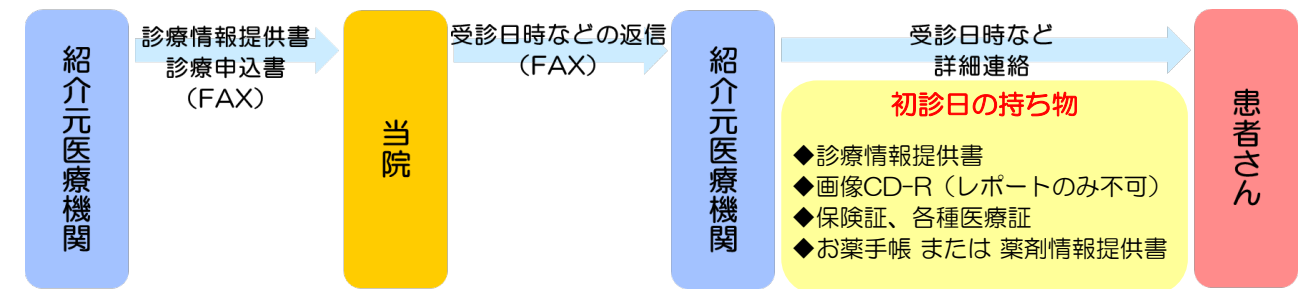 紹介元医療機関
診療情報提供書
診療申込書
（FAX）
当院
受診日時などの返信
（FAX）
紹介元医療機関
受診日時など
詳細連絡
初診日の持ち物
◆診療情報提供書
◆画像CD-R（レポートのみ不可）
◆保険証、各種医療証
◆お薬手帳 または 薬剤情報提供書
患者さん